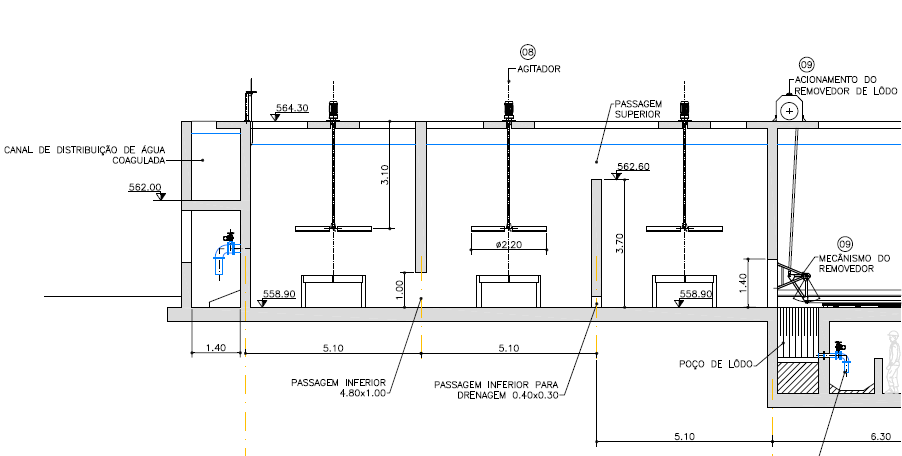 08
AGITADOR
09
ACIONAMENTO DO
REMOVEDOR DE LÔDO
564.30
PASSAGEM
SUPERIOR
CANAL DE DISTRIBUIÇÃO DE ÁGUA
COAGULADA
3.10
562.60
562.00
ø2.20
3.70
09
MECÂNISMO DO
REMOVEDOR
1.00
1.40
558.90
558.90
1.40
5.10
5.10
POÇO DE LÔDO
PASSAGEM INFERIOR
4.80x1.00
PASSAGEM INFERIOR PARA
DRENAGEM 0.40x0.30
5.10
6.30